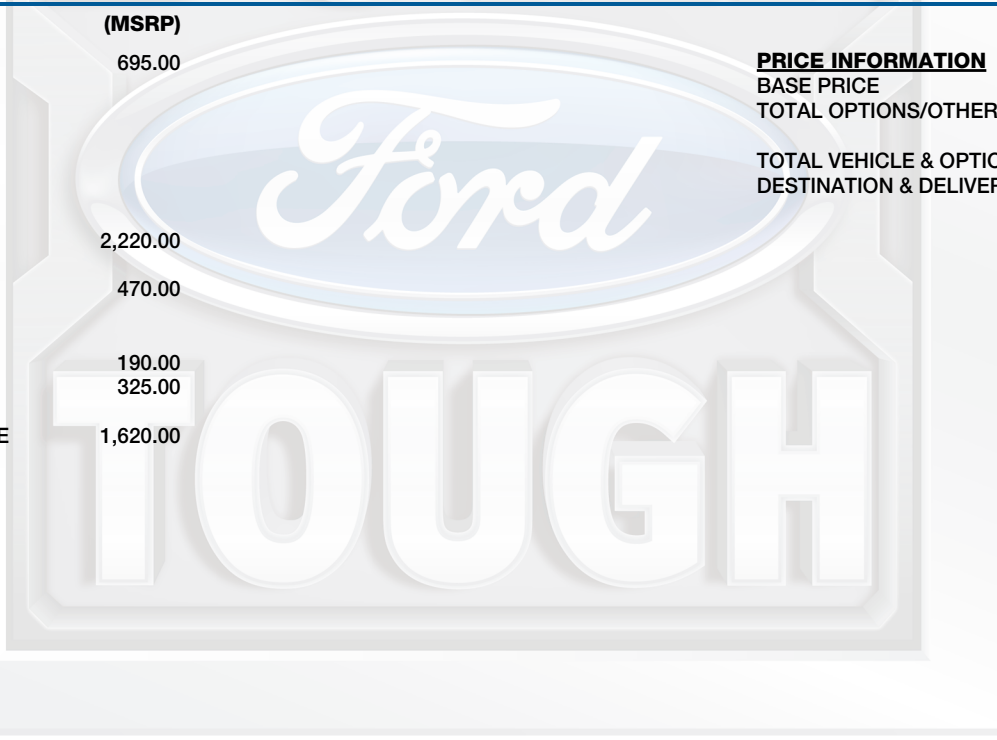 (MSRP)
695.00
2,220.00
470.00
190.00
325.00
E 1,620.00
PRICE INFORMATION
BASE PRICE
TOTAL OPTIONS/OTHER
TOTAL VEHICLE & OPTIO
DESTINATION & DELIVER
Ford
TOUGH